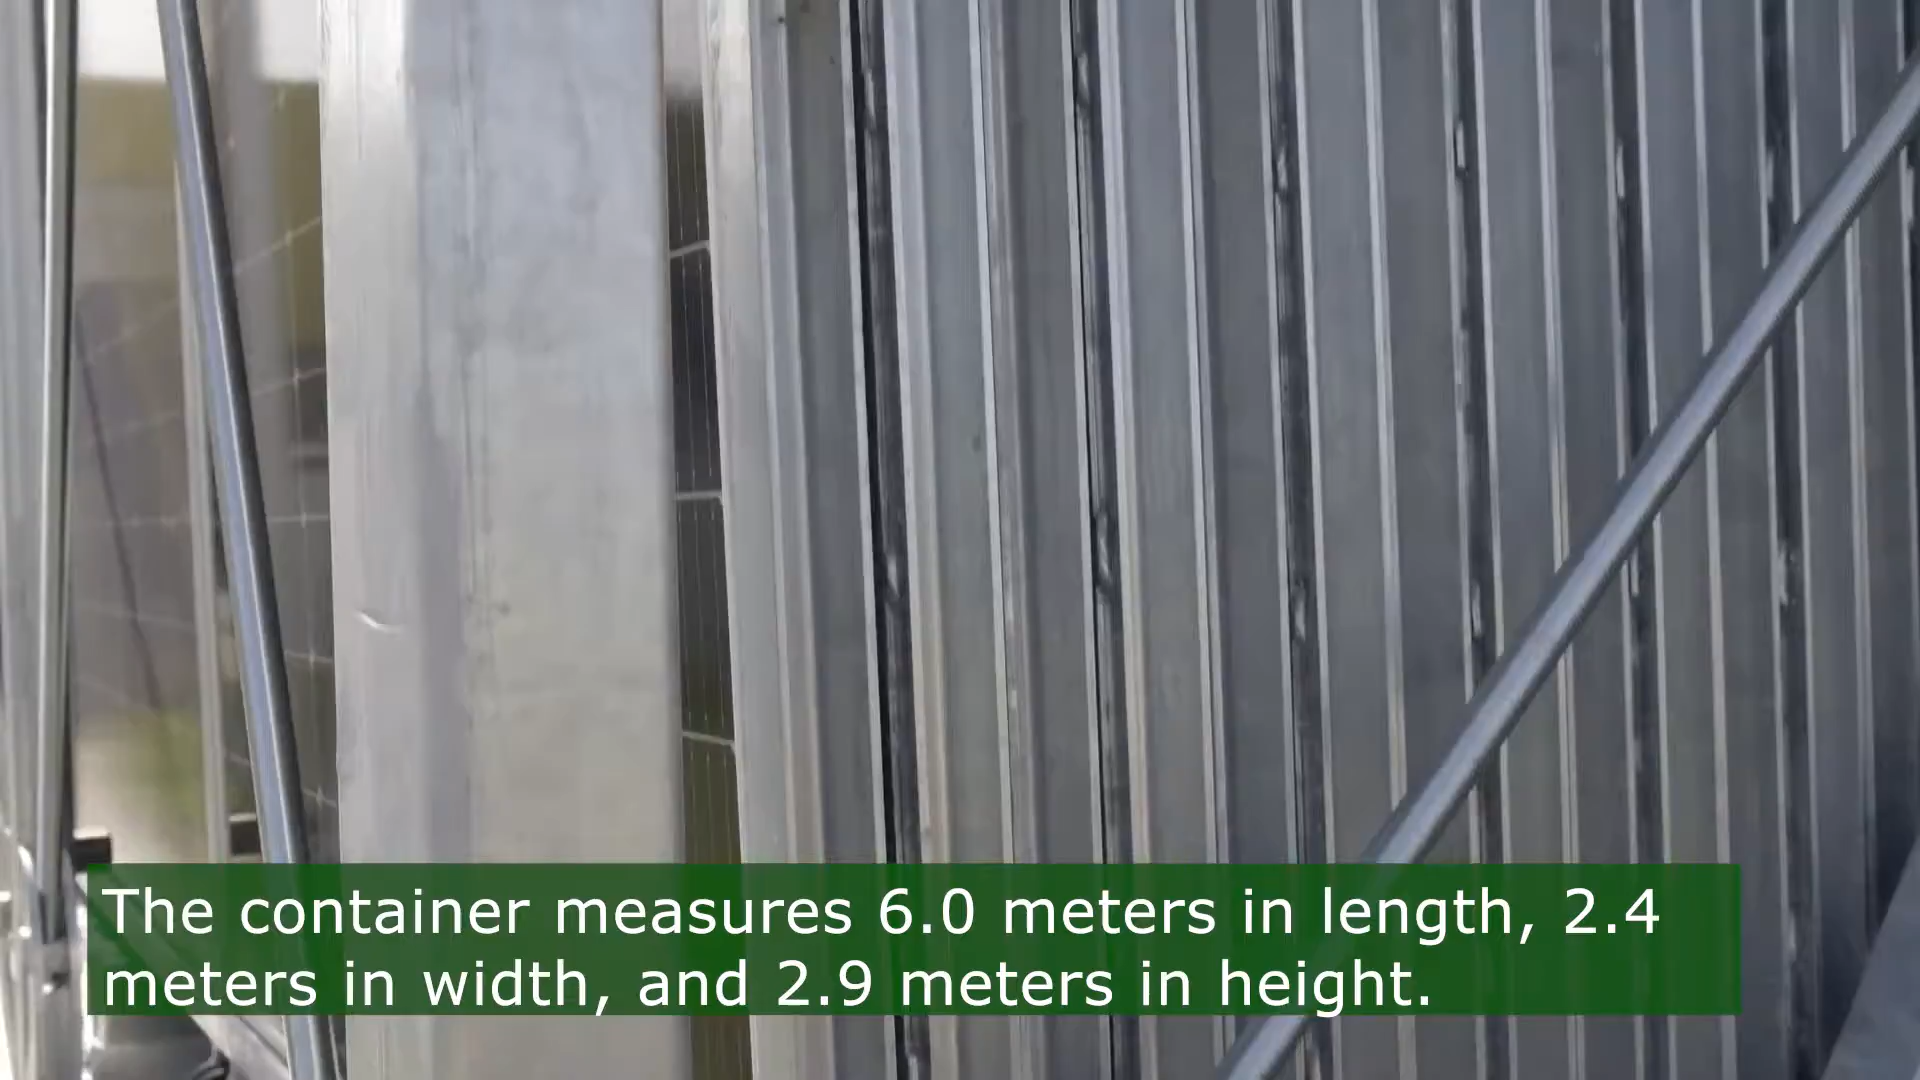 The container measures 6.0 meters in length, 2.4
meters in width, and 2.9 meters in height.